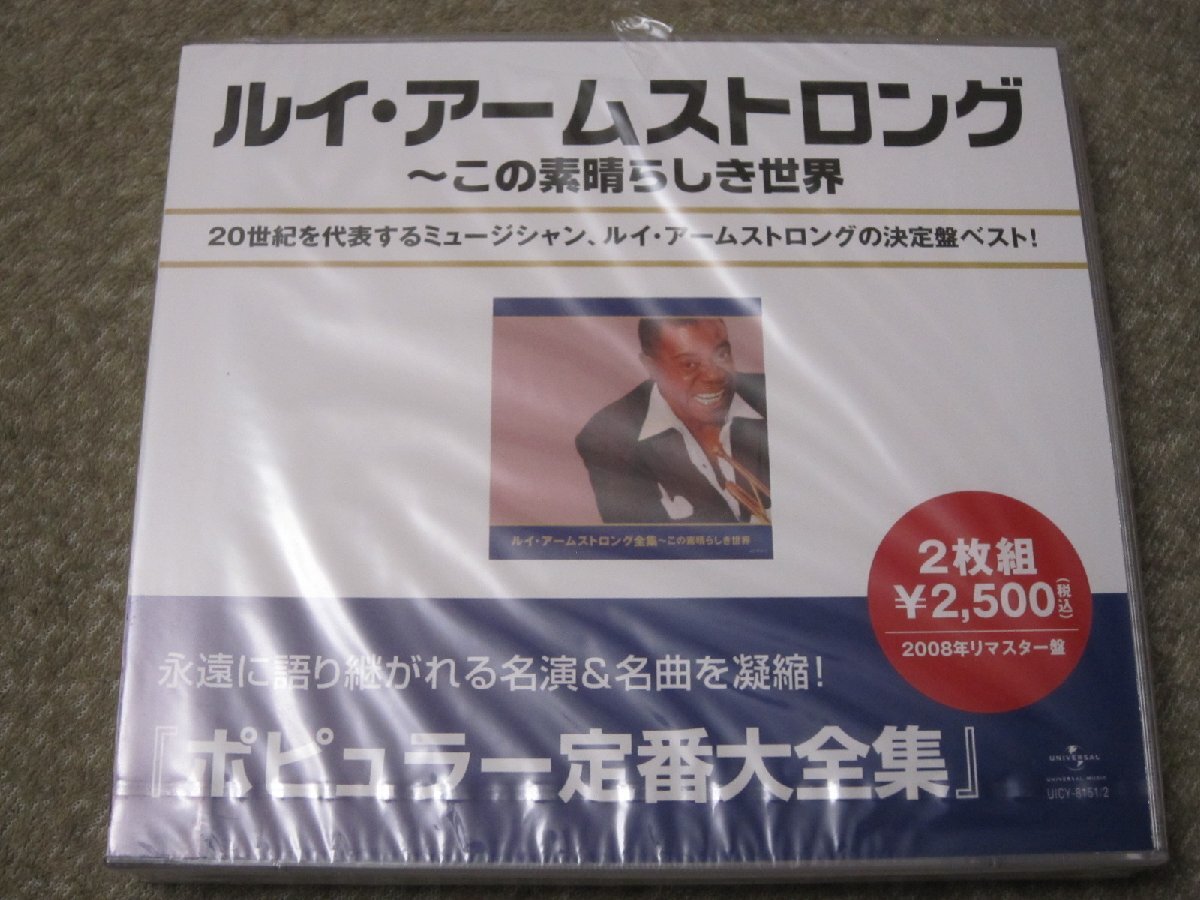 ルイ・アームストロング
～この素晴らしき世界
20世紀を代表するミュージシャン、ルイ・アームストロングの決定盤ベスト!
ルイ・アームストロング全集～この素晴らしき世界
2枚組
¥2,500(税込)
2008年リマスター盤
永遠に語り継がれる名演&名曲を凝縮!
『ポピュラー定番大全集』
UNIVERSAL
UNIVERSAL MUSIC
UICY-8151/2